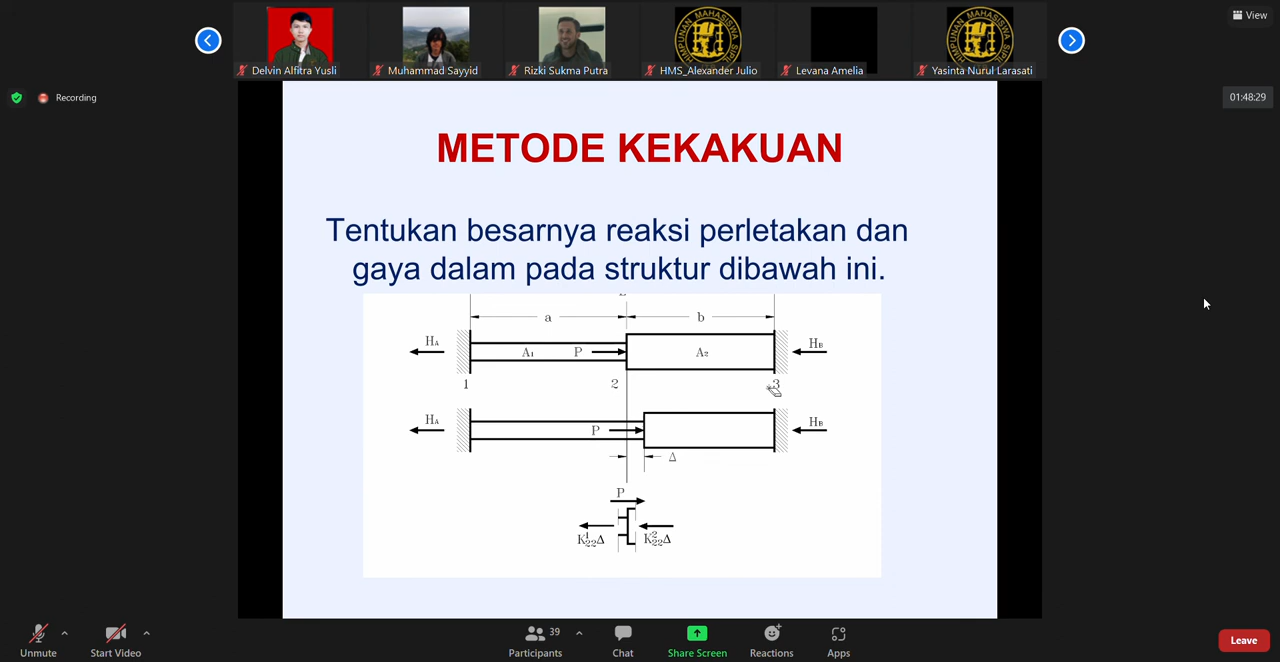 View
Delvin Alfitra Yusli
Muhammad Sayyid
Rizki Sukma Putra
HMS_Alexander Julio
Levana Amelia
Yasinta Nurul Larasati
Recording
01:48:29
METODE KEKAKUAN
Tentukan besarnya reaksi perletakan dan
gaya dalam pada struktur dibawah ini.
a
b
HA
A1
P
A2
HB
1
2
3
HA
P
HB
Δ
P
K¹₂₂Δ
K²₂₂Δ
Unmute
Start Video
Participants
39
Chat
Share Screen
Reactions
Apps
Leave